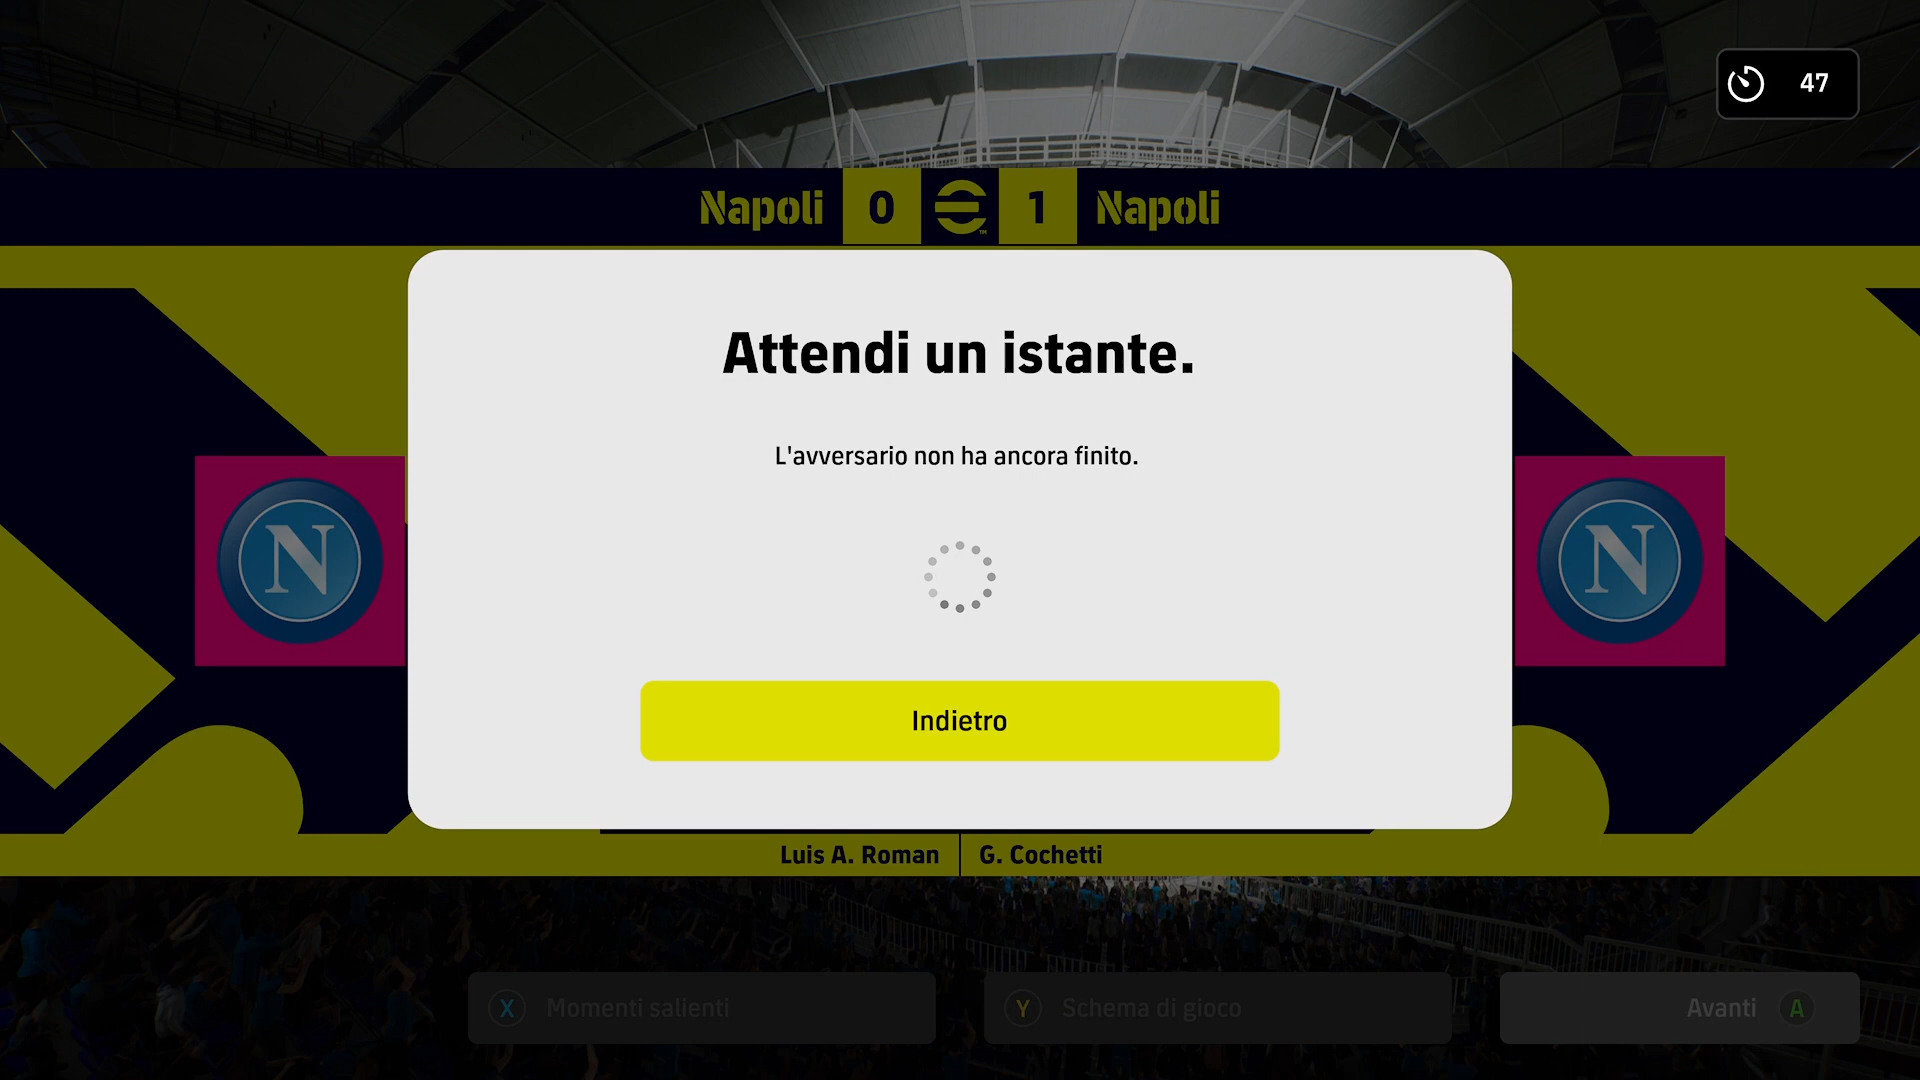 47
Napoli 0 1 Napoli
TM
Attendi un istante.
L'avversario non ha ancora finito.
N N
Indietro
Luis A. Roman G. Cochetti
X Momenti salienti Y Schema di gioco Avanti A